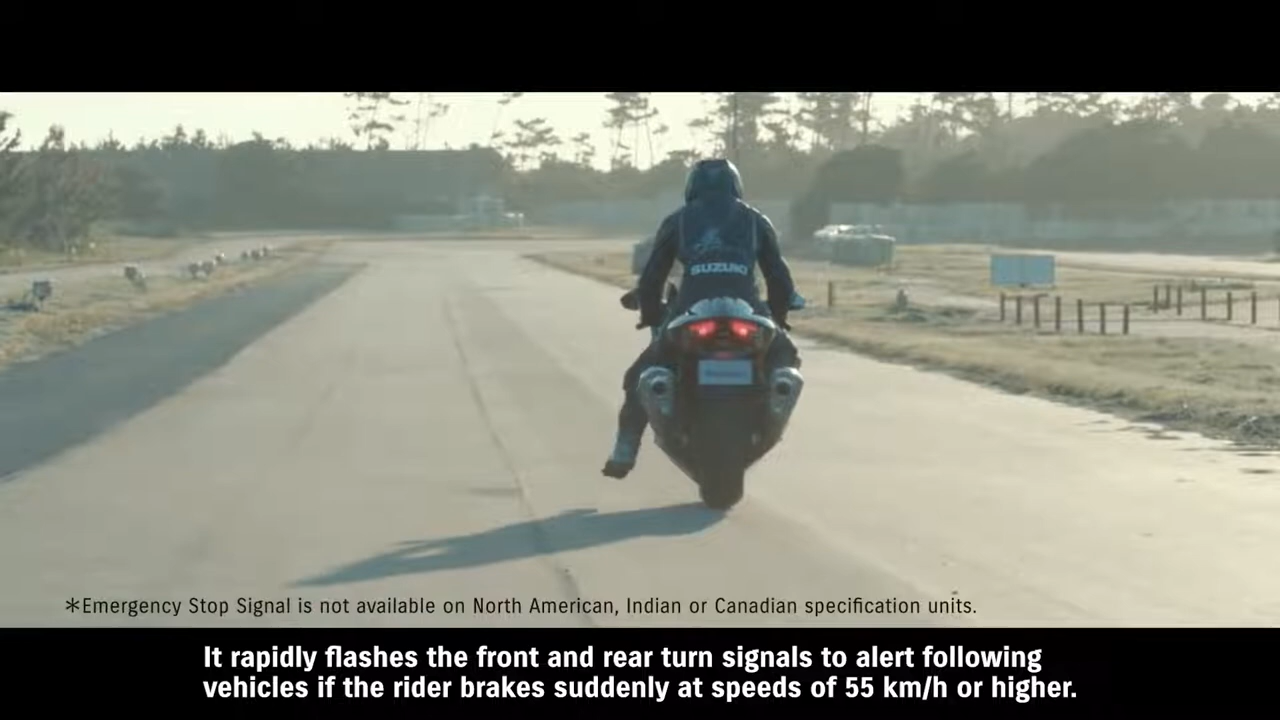 SUZUKI
＊Emergency Stop Signal is not available on North American, Indian or Canadian specification units.
It rapidly flashes the front and rear turn signals to alert following
vehicles if the rider brakes suddenly at speeds of 55 km/h or higher.